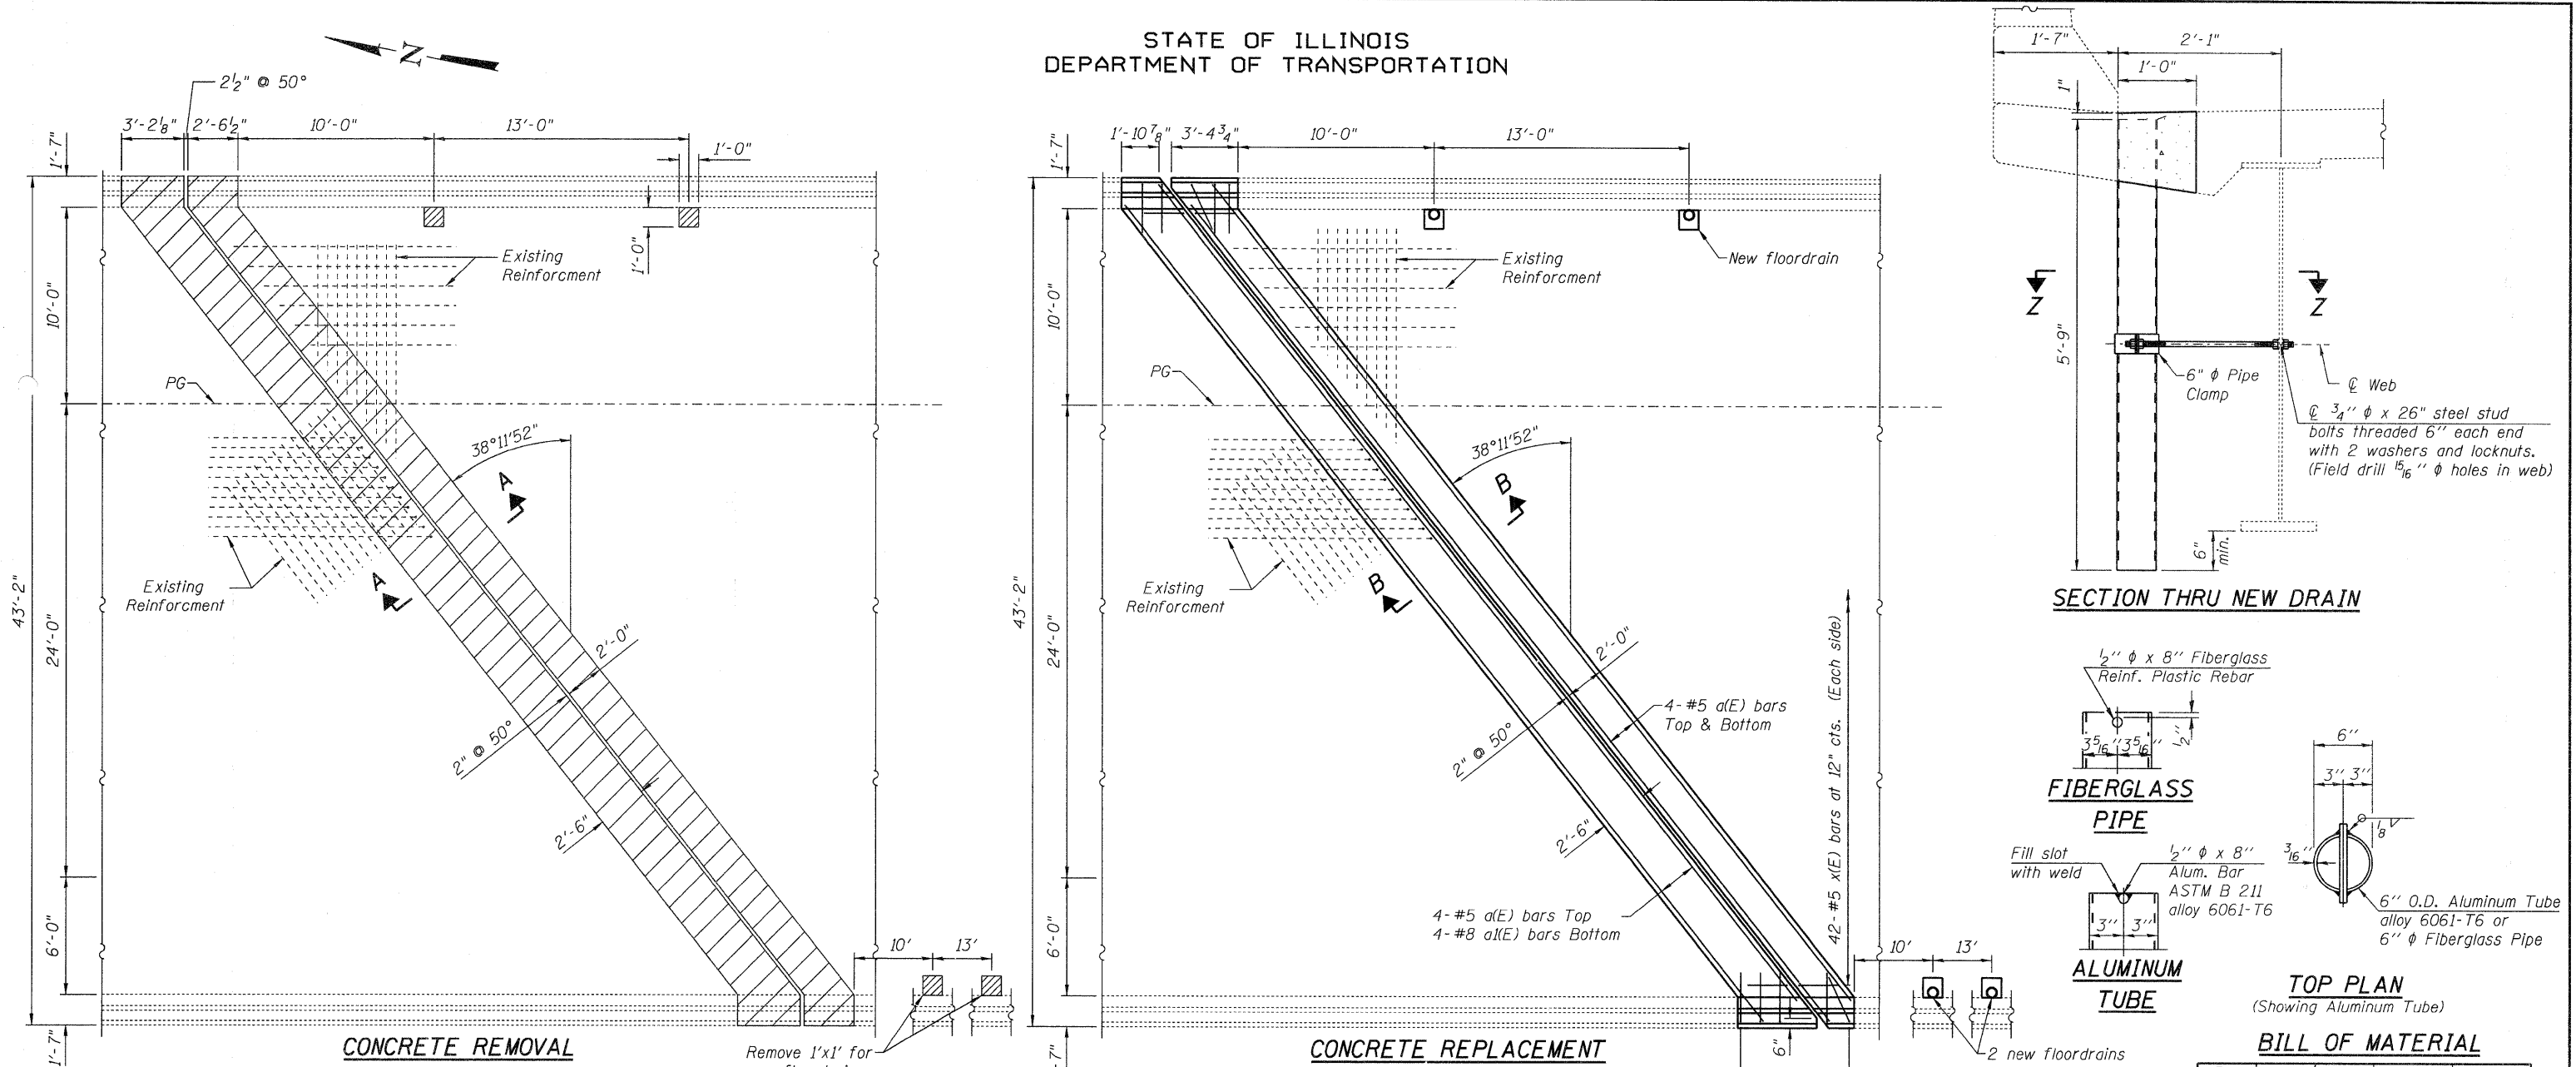 STATE OF ILLINOIS
DEPARTMENT OF TRANSPORTATION
Z
2½" @ 50°
3'-2⅛"
2'-6½"
10'-0"
13'-0"
1'-0"
1'-7"
1'-0"
Existing
Reinforcment
10'-0"
PG
38°11'52"
A
A
43'-2"
24'-0"
Existing
Reinforcment
2'-0"
2" @ 50°
2'-6"
6'-0"
10'
13'
1'-7"
CONCRETE REMOVAL
Remove 1'x1' for
1'-10⅞"
3'-4¾"
10'-0"
13'-0"
1'-7"
Existing
Reinforcment
New floordrain
10'-0"
PG
38°11'52"
B
B
43'-2"
24'-0"
Existing
Reinforcment
2'-0"
4-#5 a(E) bars
Top & Bottom
2" @ 50°
2'-6"
4-#5 a(E) bars Top
4-#8 a1(E) bars Bottom
42-#5 x(E) bars at 12" cts. (Each side)
6'-0"
10'
13'
6"
-7"
CONCRETE REPLACEMENT
2 new floordrains
1'-7"
2'-1"
1'-0"
1"
Z
Z
5'-9"
6" ϕ Pipe
Clamp
℄ Web
℄ ¾" ϕ x 26" steel stud
bolts threaded 6" each end
with 2 washers and locknuts.
(Field drill 15/16" ϕ holes in web)
6"
min.
SECTION THRU NEW DRAIN
½" ϕ x 8" Fiberglass
Reinf. Plastic Rebar
3 5/16"
3 5/16"
½"
FIBERGLASS
PIPE
Fill slot
with weld
½" ϕ x 8"
Alum. Bar
ASTM B 211
alloy 6061-T6
3"
3"
ALUMINUM
TUBE
6"
3"
3"
⅛
3/16"
6" O.D. Aluminum Tube
alloy 6061-T6 or
6" ϕ Fiberglass Pipe
TOP PLAN
(Showing Aluminum Tube)
BILL OF MATERIAL